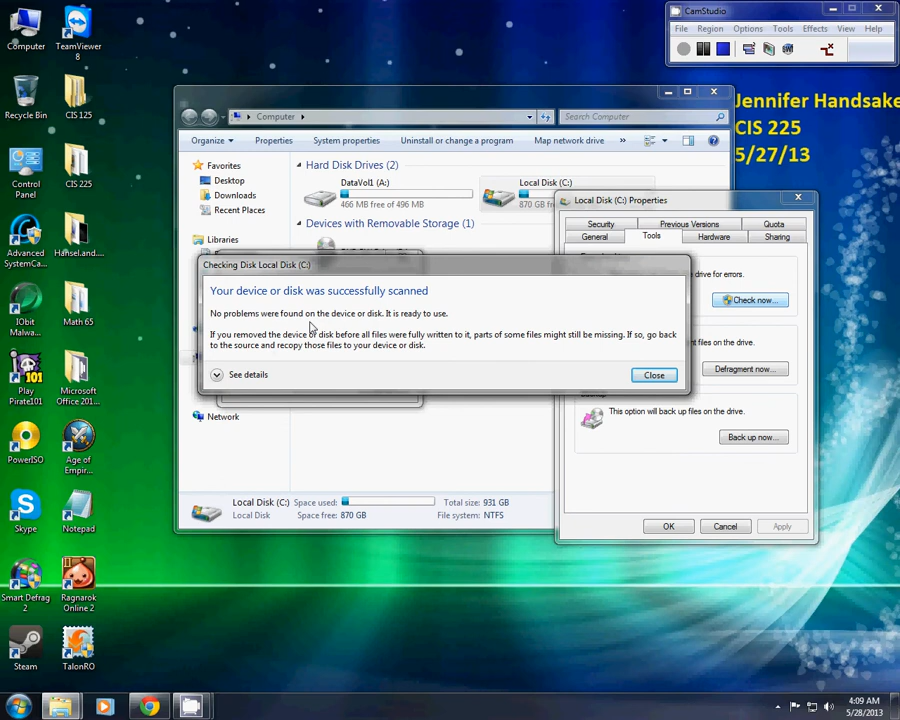 Computer
TeamViewer
8
Recycle Bin
CIS 125
Control
Panel
CIS 225
Advanced
SystemCa...
Hansel.and....
IObit
Malwa...
Math 65
Play
Pirate101
Microsoft
Office 201...
PowerISO
Age of
Empir...
Skype
Notepad
Smart Defrag
2
Ragnarok
Online 2
Steam
TalonRO
CamStudio
File Region Options Tools Effects View Help
Jennifer Handsake
CIS 225
5/27/13
Computer
Search Computer
Organize Properties System properties Uninstall or change a program Map network drive »
Favorites
Desktop
Downloads
Recent Places
Libraries
Network
Hard Disk Drives (2)
DataVol1 (A:)
466 MB free of 496 MB
Local Disk (C:)
870 GB fre
Devices with Removable Storage (1)
Local Disk (C:) Space used: Total size: 931 GB
Local Disk Space free: 870 GB File system: NTFS
Local Disk (C:) Properties
Security Previous Versions Quota
General Tools Hardware Sharing
drive for errors.
Check now...
files on the drive.
Defragment now...
This option will back up files on the drive.
Back up now...
OK Cancel Apply
Checking Disk Local Disk (C:)
Your device or disk was successfully scanned
No problems were found on the device or disk. It is ready to use.
If you removed the device or disk before all files were fully written to it, parts of some files might still be missing. If so, go back
to the source and recopy those files to your device or disk.
See details
Close
4:09 AM
5/28/2013